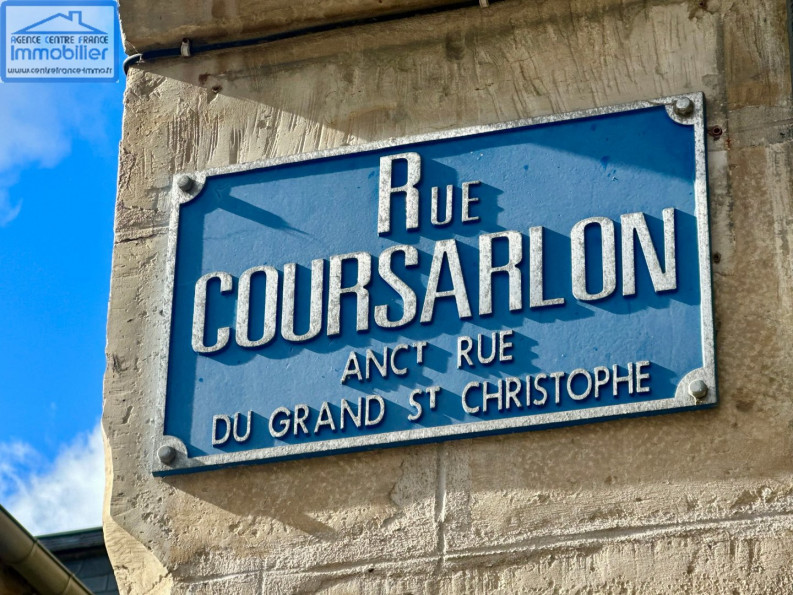 AGENCE CENTRE FRANCE
Immobilier
www.centrefrance-immo.fr
RUE
COURSARLON
ANCT RUE
DU GRAND ST CHRISTOPHE